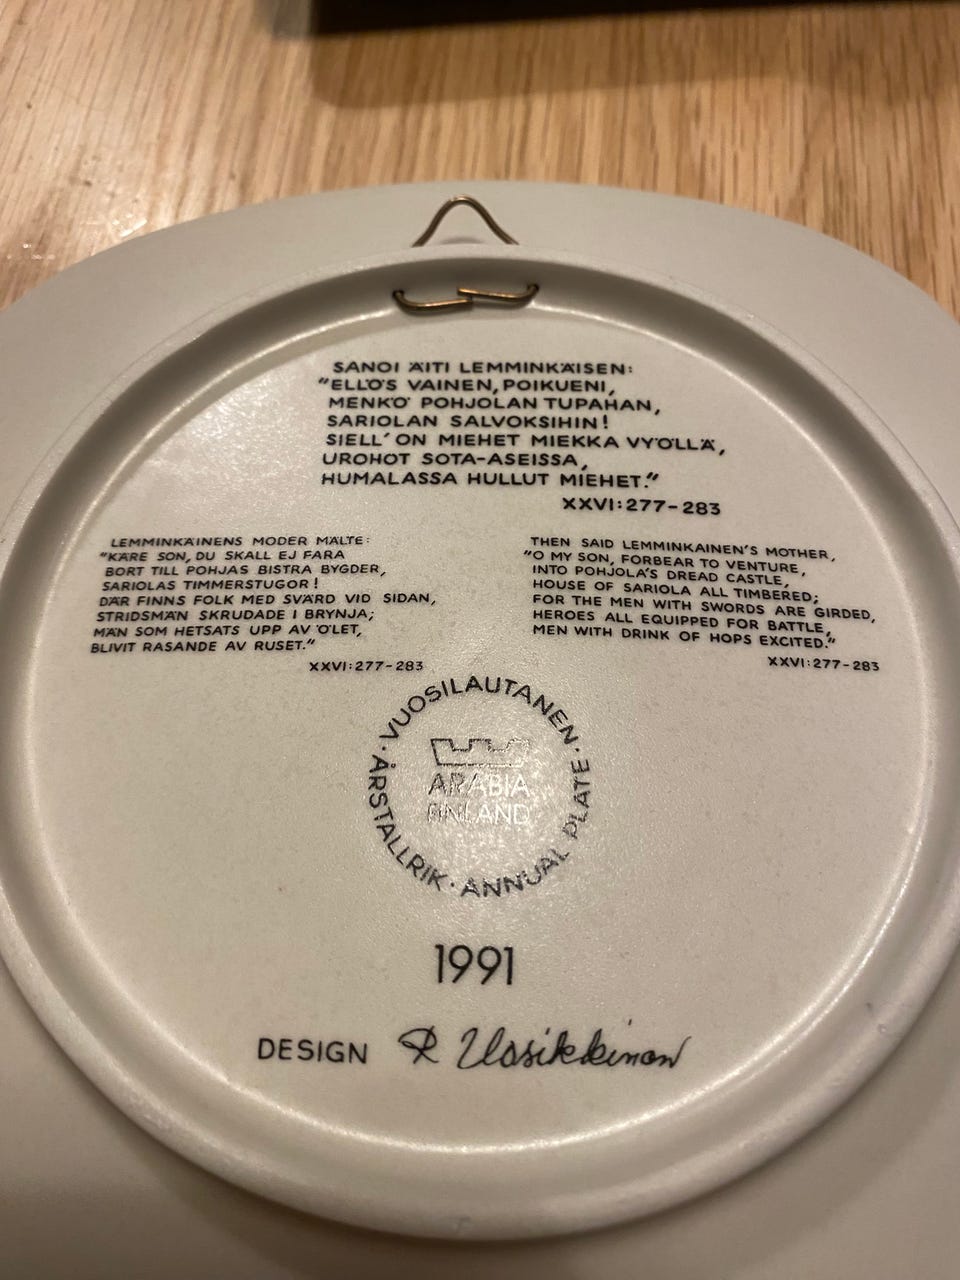 SANOI ÄITI LEMMINKÄISEN:
"ELLÖS VAINEN, POIKUENI,
MENKÖ POHJOLAN TUPAHAN,
SARIOLAN SALVOKSIHIN!
SIELL' ON MIEHET MIEKKA VYÖLLÄ,
UROHOT SOTA-ASEISSA,
HUMALASSA HULLUT MIEHET."
XXVI:277-283
LEMMINKÄINENS MODER MÄLTE:
"KÄRE SON, DU SKALL EJ FARA
BORT TILL POHJAS BISTRA BYGDER,
SARIOLAS TIMMERSTUGOR!
DÄR FINNS FOLK MED SVÄRD VID SIDAN,
STRIDSMÄN SKRUDADE I BRYNJA;
MÄN SOM HETSATS UPP AV ÖLET,
BLIVIT RASANDE AV RUSET."
XXVI:277-283
THEN SAID LEMMINKAINEN'S MOTHER,
"O MY SON, FORBEAR TO VENTURE,
INTO POHJOLA'S DREAD CASTLE,
HOUSE OF SARIOLA ALL TIMBERED;
FOR THE MEN WITH SWORDS ARE GIRDED,
HEROES ALL EQUIPPED FOR BATTLE,
MEN WITH DRINK OF HOPS EXCITED."
XXVI:277-283
VUOSILAUTANEN · ANNUAL PLATE · ÅRSTALLRIK ·
ARABIA
FINLAND
1991
DESIGN R Uosikkinen